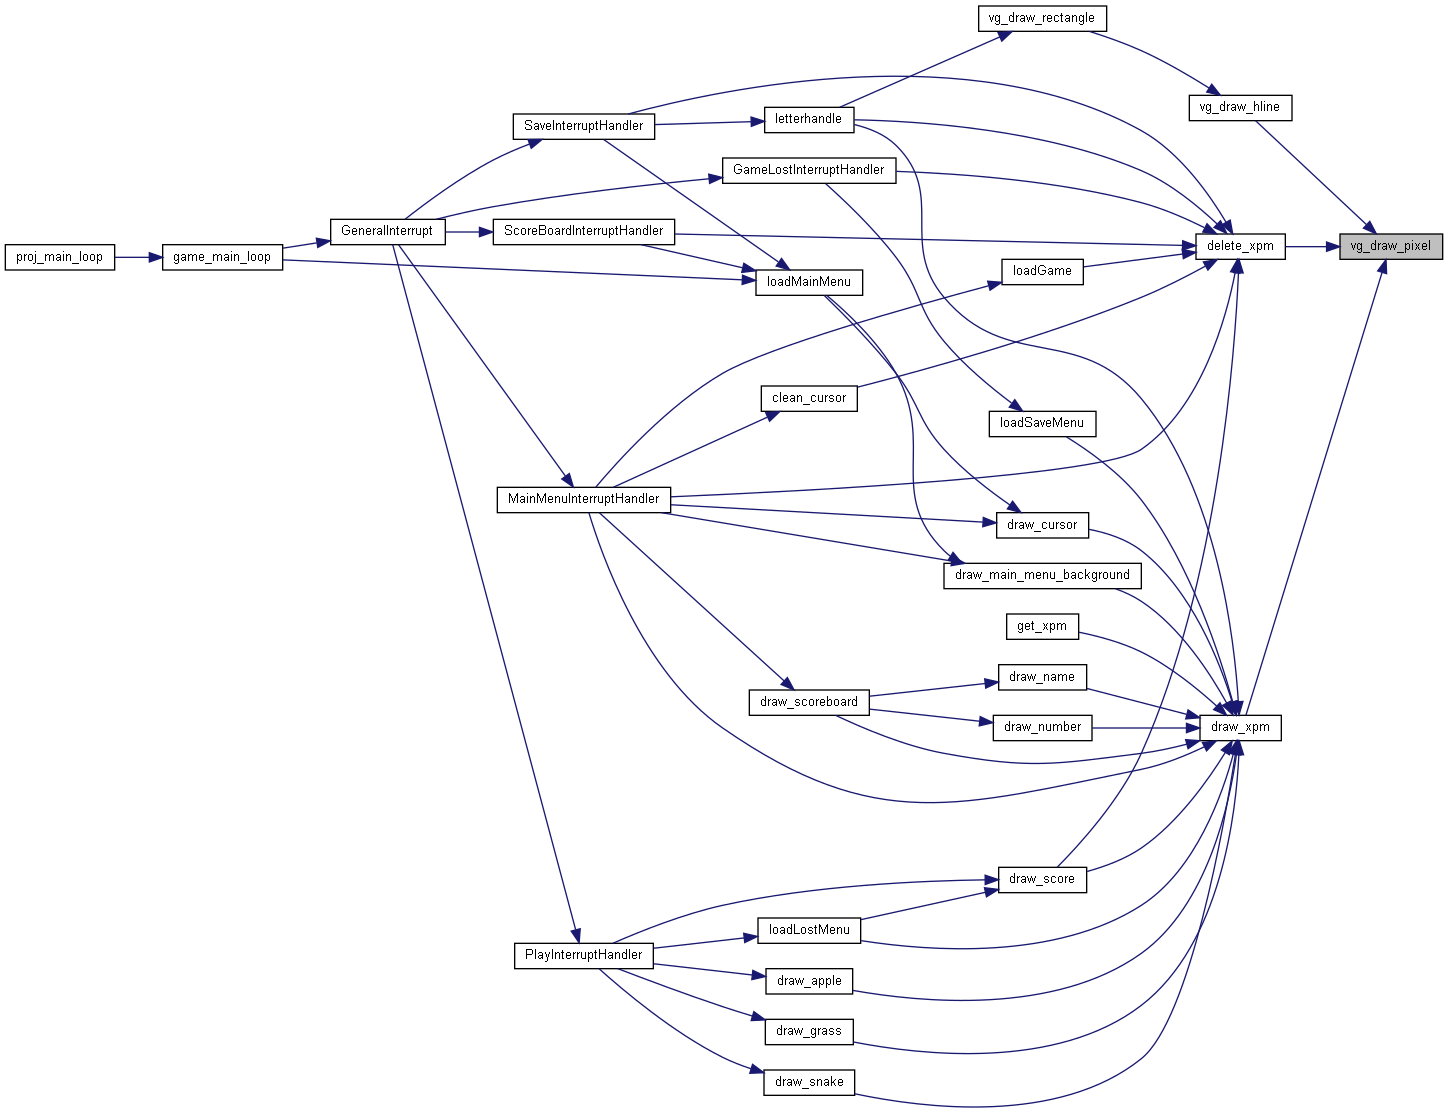 vg_draw_rectangle
vg_draw_hline
SaveInterruptHandler
letterhandle
GameLostInterruptHandler
GeneralInterrupt
ScoreBoardInterruptHandler
delete_xpm
vg_draw_pixel
proj_main_loop
game_main_loop
loadGame
loadMainMenu
clean_cursor
loadSaveMenu
MainMenuInterruptHandler
draw_cursor
draw_main_menu_background
get_xpm
draw_name
draw_scoreboard
draw_number
draw_xpm
draw_score
loadLostMenu
PlayInterruptHandler
draw_apple
draw_grass
draw_snake